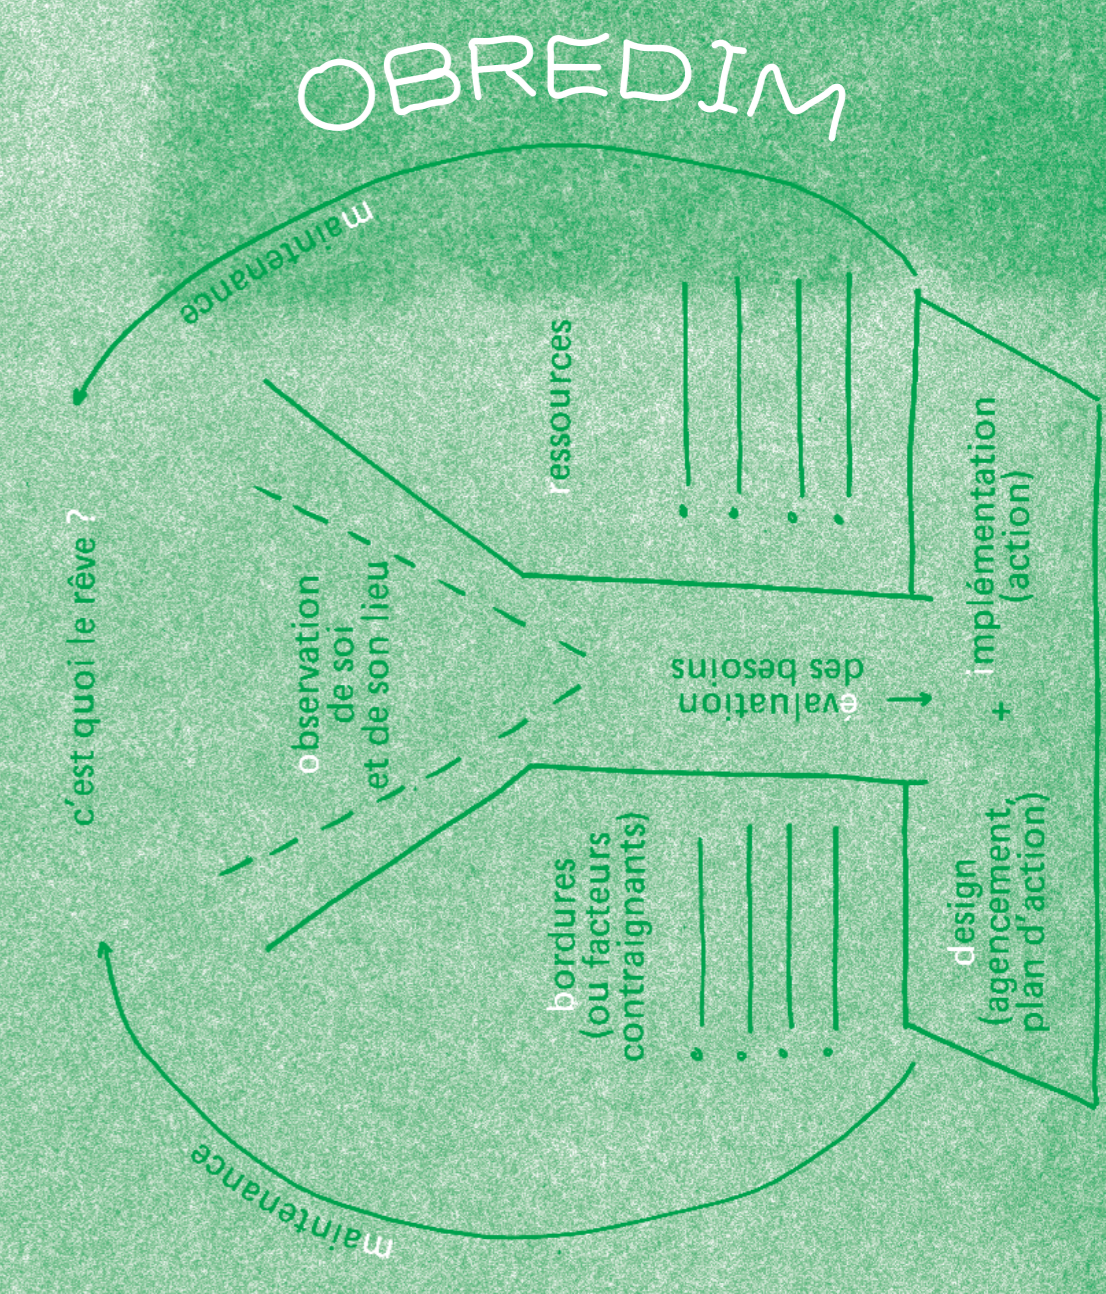 OBREDIM
maintenance
c'est quoi le rêve ?
observation
de soi
et de son lieu
ressources
bordures
(ou facteurs
contraignants)
évaluation
des besoins
implémentation
(action)
+
design
(agencement,
plan d'action)
maintenance